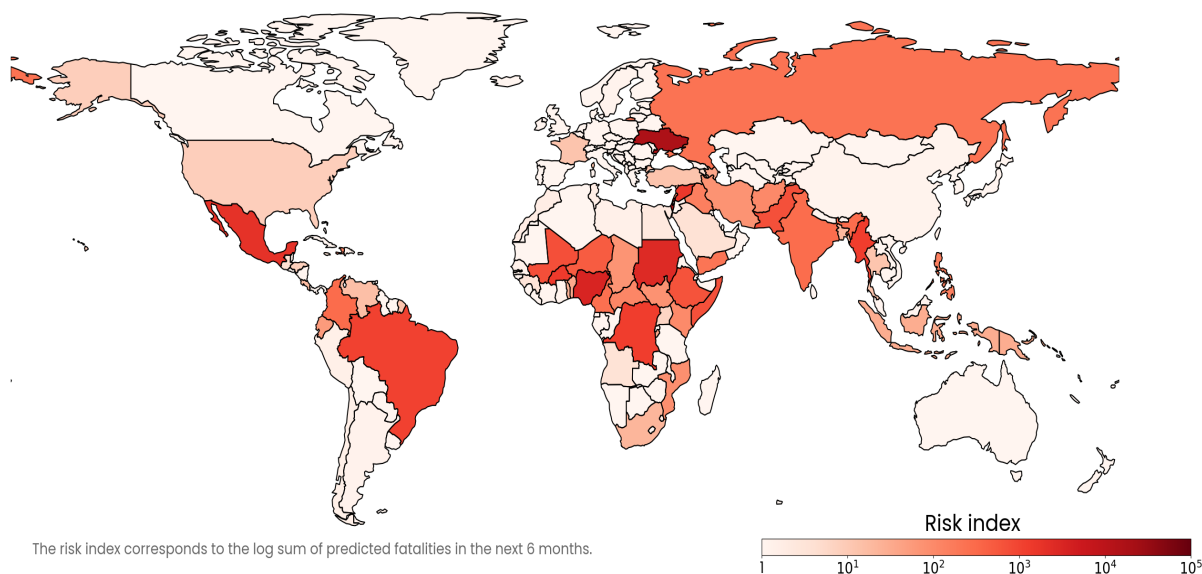 Risk index
The risk index corresponds to the log sum of predicted fatalities in the next 6 months.
1 10¹ 10² 10³ 10⁴ 10⁵